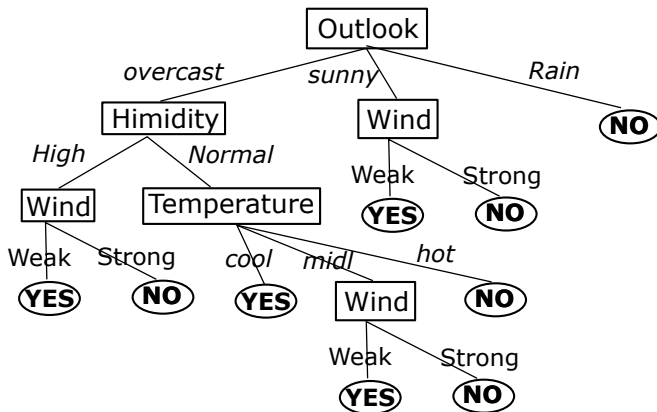 Outlook
overcast sunny Rain
Himidity Wind NO
High Normal Weak Strong
Wind Temperature YES NO
Weak Strong cool midl hot
YES NO YES Wind NO
Weak Strong
YES NO